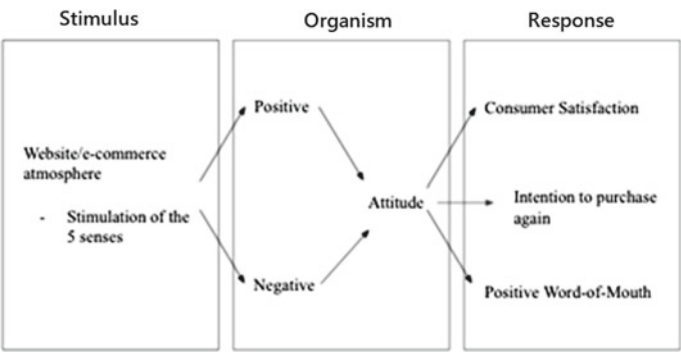 Stimulus
Organism
Response
Website/e-commerce
atmosphere
- Stimulation of the
5 senses
Positive
Attitude
Negative
Consumer Satisfaction
Intention to purchase
again
Positive Word-of-Mouth